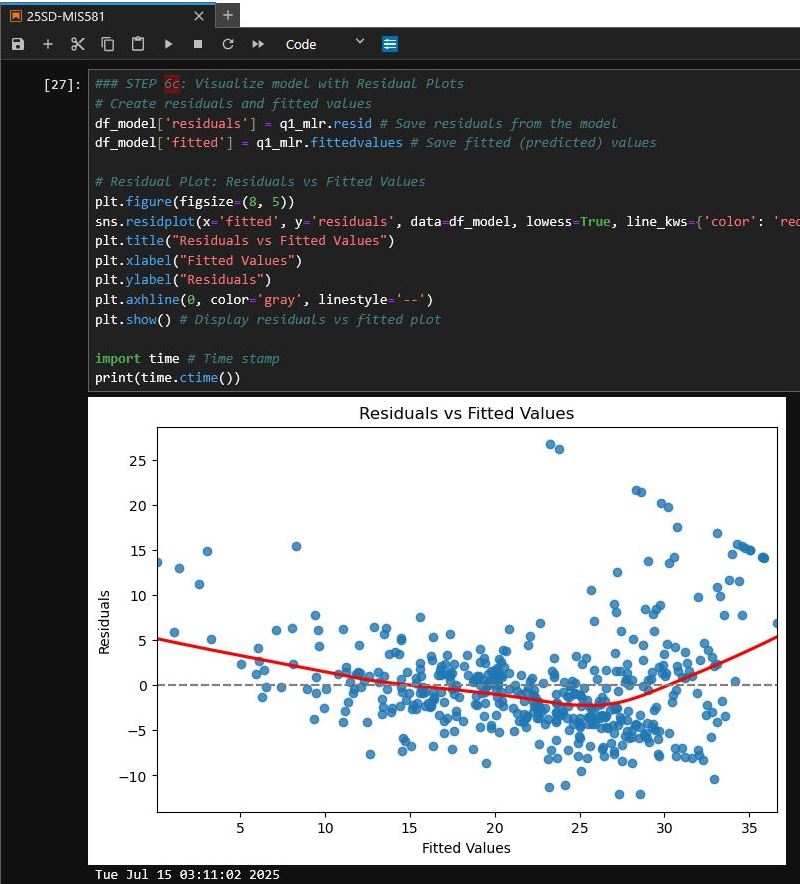 25SD-MIS581
Code
[27]:
### STEP 6c: Visualize model with Residual Plots
# Create residuals and fitted values
df_model['residuals'] = q1_mlr.resid # Save residuals from the model
df_model['fitted'] = q1_mlr.fittedvalues # Save fitted (predicted) values
# Residual Plot: Residuals vs Fitted Values
plt.figure(figsize=(8, 5))
sns.residplot(x='fitted', y='residuals', data=df_model, lowess=True, line_kws={'color': 'red
plt.title("Residuals vs Fitted Values")
plt.xlabel("Fitted Values")
plt.ylabel("Residuals")
plt.axhline(0, color='gray', linestyle='--')
plt.show() # Display residuals vs fitted plot
import time # Time stamp
print(time.ctime())
Residuals vs Fitted Values
25
20
15
10
5
0
−5
−10
Residuals
5 10 15 20 25 30 35
Fitted Values
Tue Jul 15 03:11:02 2025